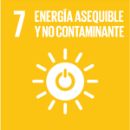 7 ENERGÍA ASEQUIBLE
Y NO CONTAMINANTE